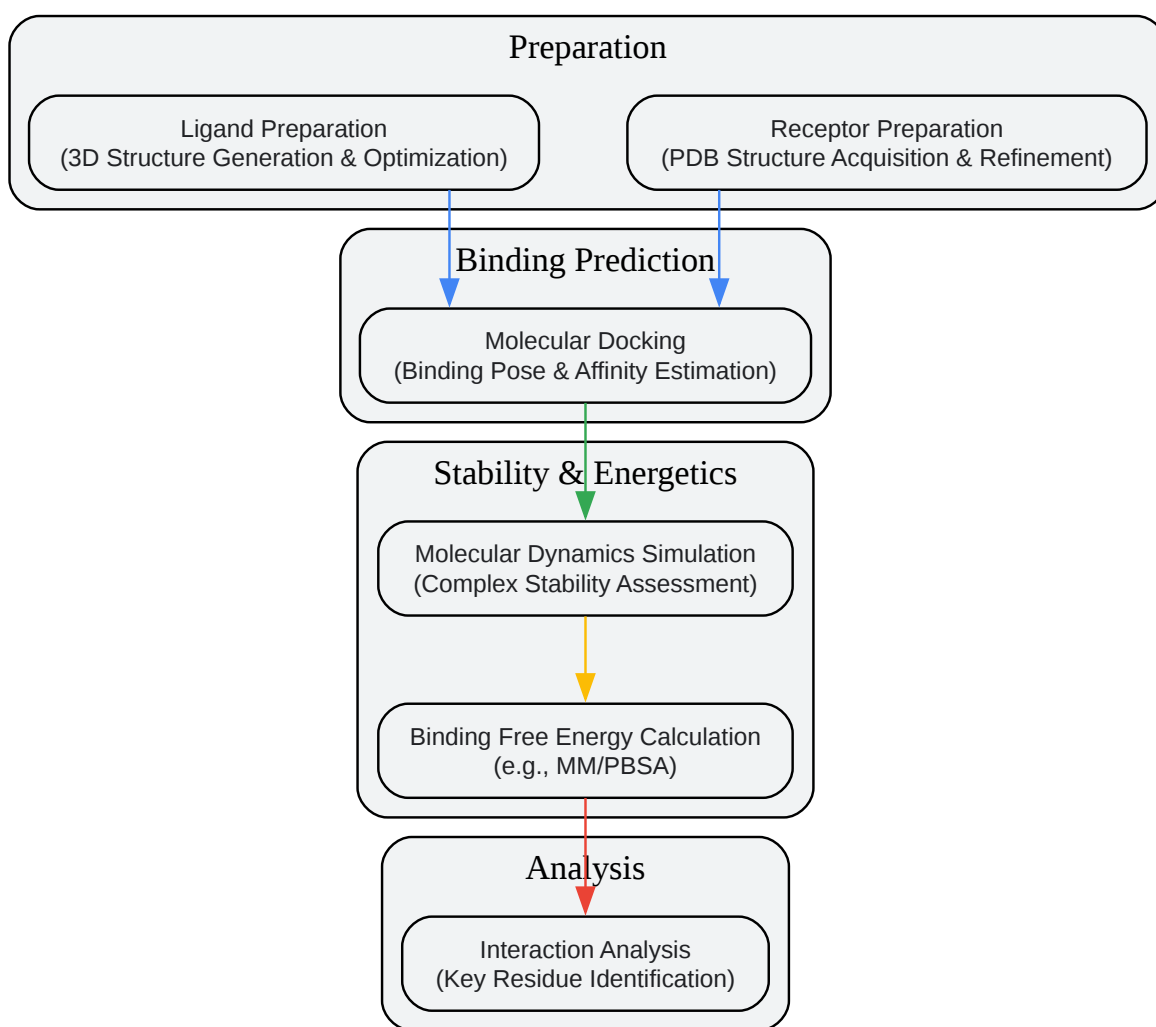 Preparation
Ligand Preparation
(3D Structure Generation & Optimization)
Receptor Preparation
(PDB Structure Acquisition & Refinement)
Binding Prediction
Molecular Docking
(Binding Pose & Affinity Estimation)
Stability & Energetics
Molecular Dynamics Simulation
(Complex Stability Assessment)
Binding Free Energy Calculation
(e.g., MM/PBSA)
Analysis
Interaction Analysis
(Key Residue Identification)